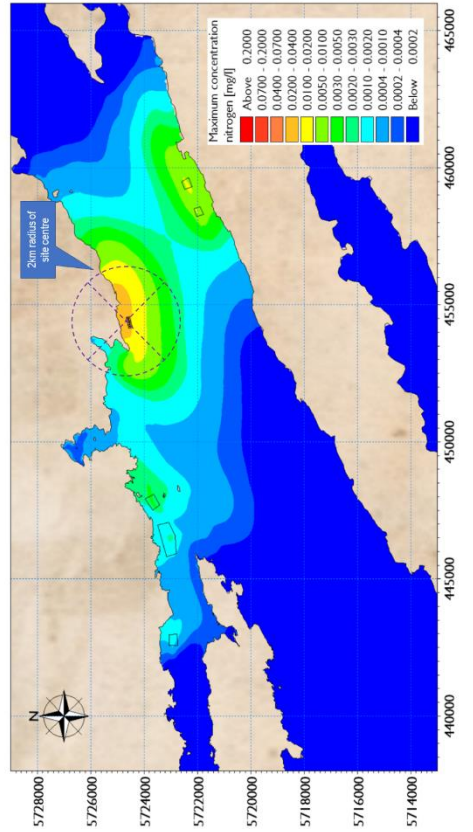 2km radius of
site centre
N
Maximum concentration
nitrogen [mg/l]
Above 0.2000
0.0700 - 0.2000
0.0400 - 0.0700
0.0200 - 0.0400
0.0100 - 0.0200
0.0050 - 0.0100
0.0030 - 0.0050
0.0020 - 0.0030
0.0010 - 0.0020
0.0004 - 0.0010
0.0002 - 0.0004
Below 0.0002
5728000
5726000
5724000
5722000
5720000
5718000
5716000
5714000
440000
445000
450000
455000
460000
465000